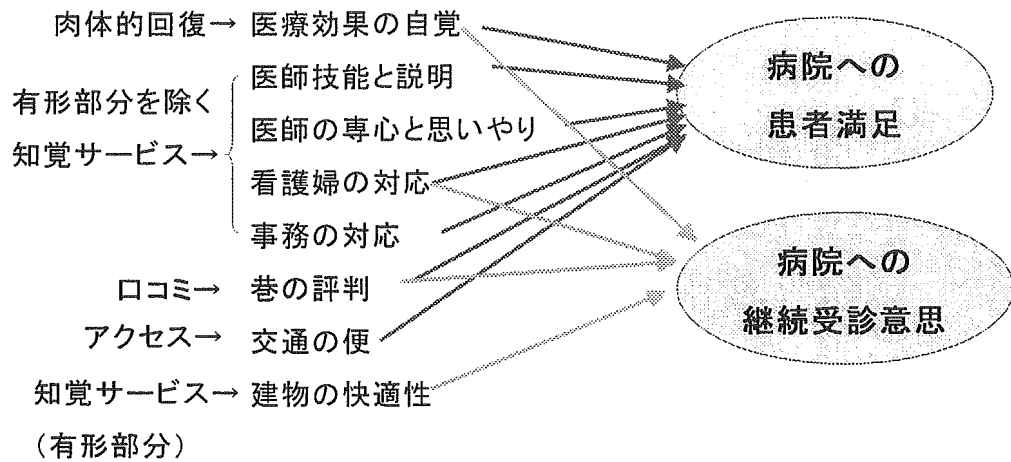 肉体的回復→ 医療効果の自覚
医師技能と説明
有形部分を除く
知覚サービス→
医師の専心と思いやり
看護婦の対応
事務の対応
口コミ→ 巷の評判
アクセス→ 交通の便
知覚サービス→ 建物の快適性
（有形部分）
病院への
患者満足
病院への
継続受診意思